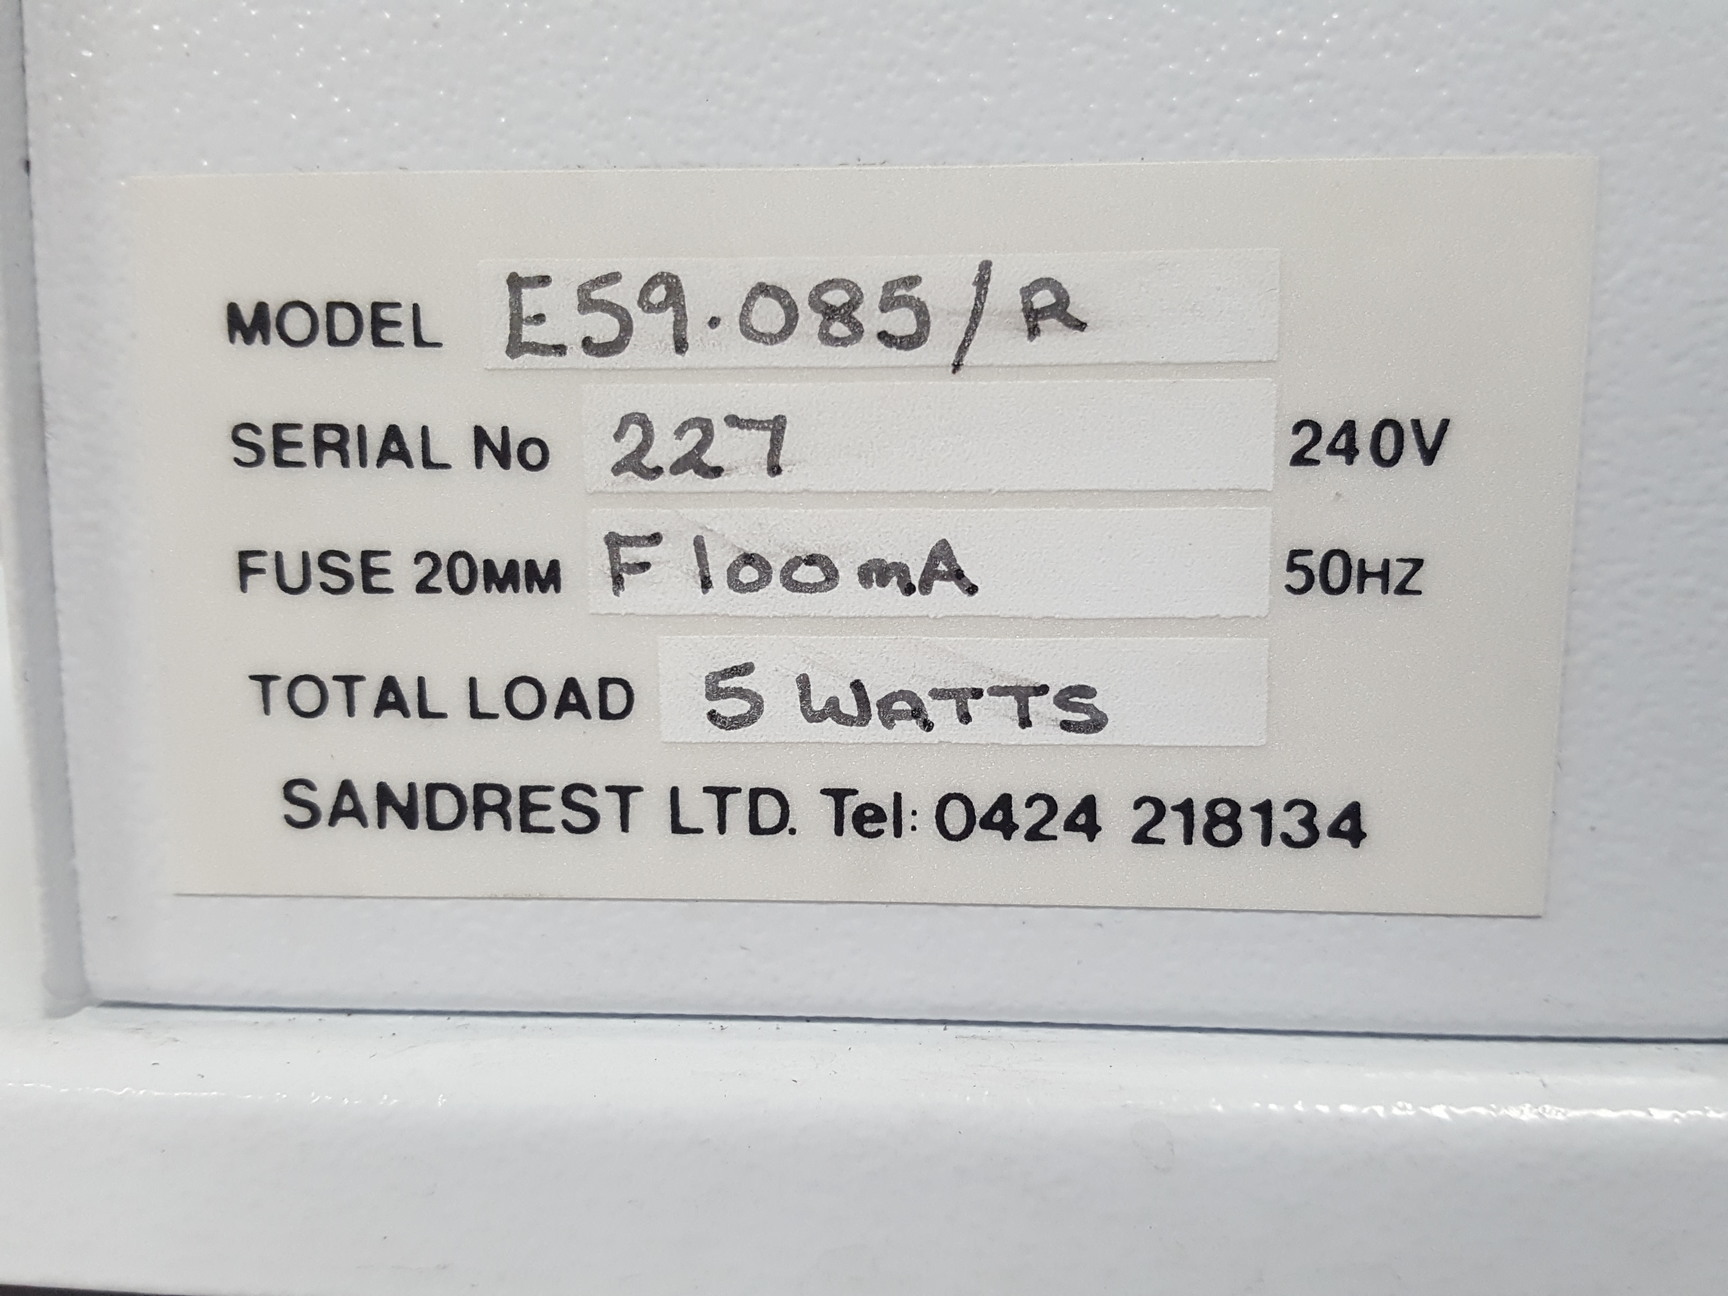 MODEL E59.085/R
SERIAL No 227 240V
FUSE 20MM F100mA 50HZ
TOTAL LOAD 5 WATTS
SANDREST LTD. Tel: 0424 218134